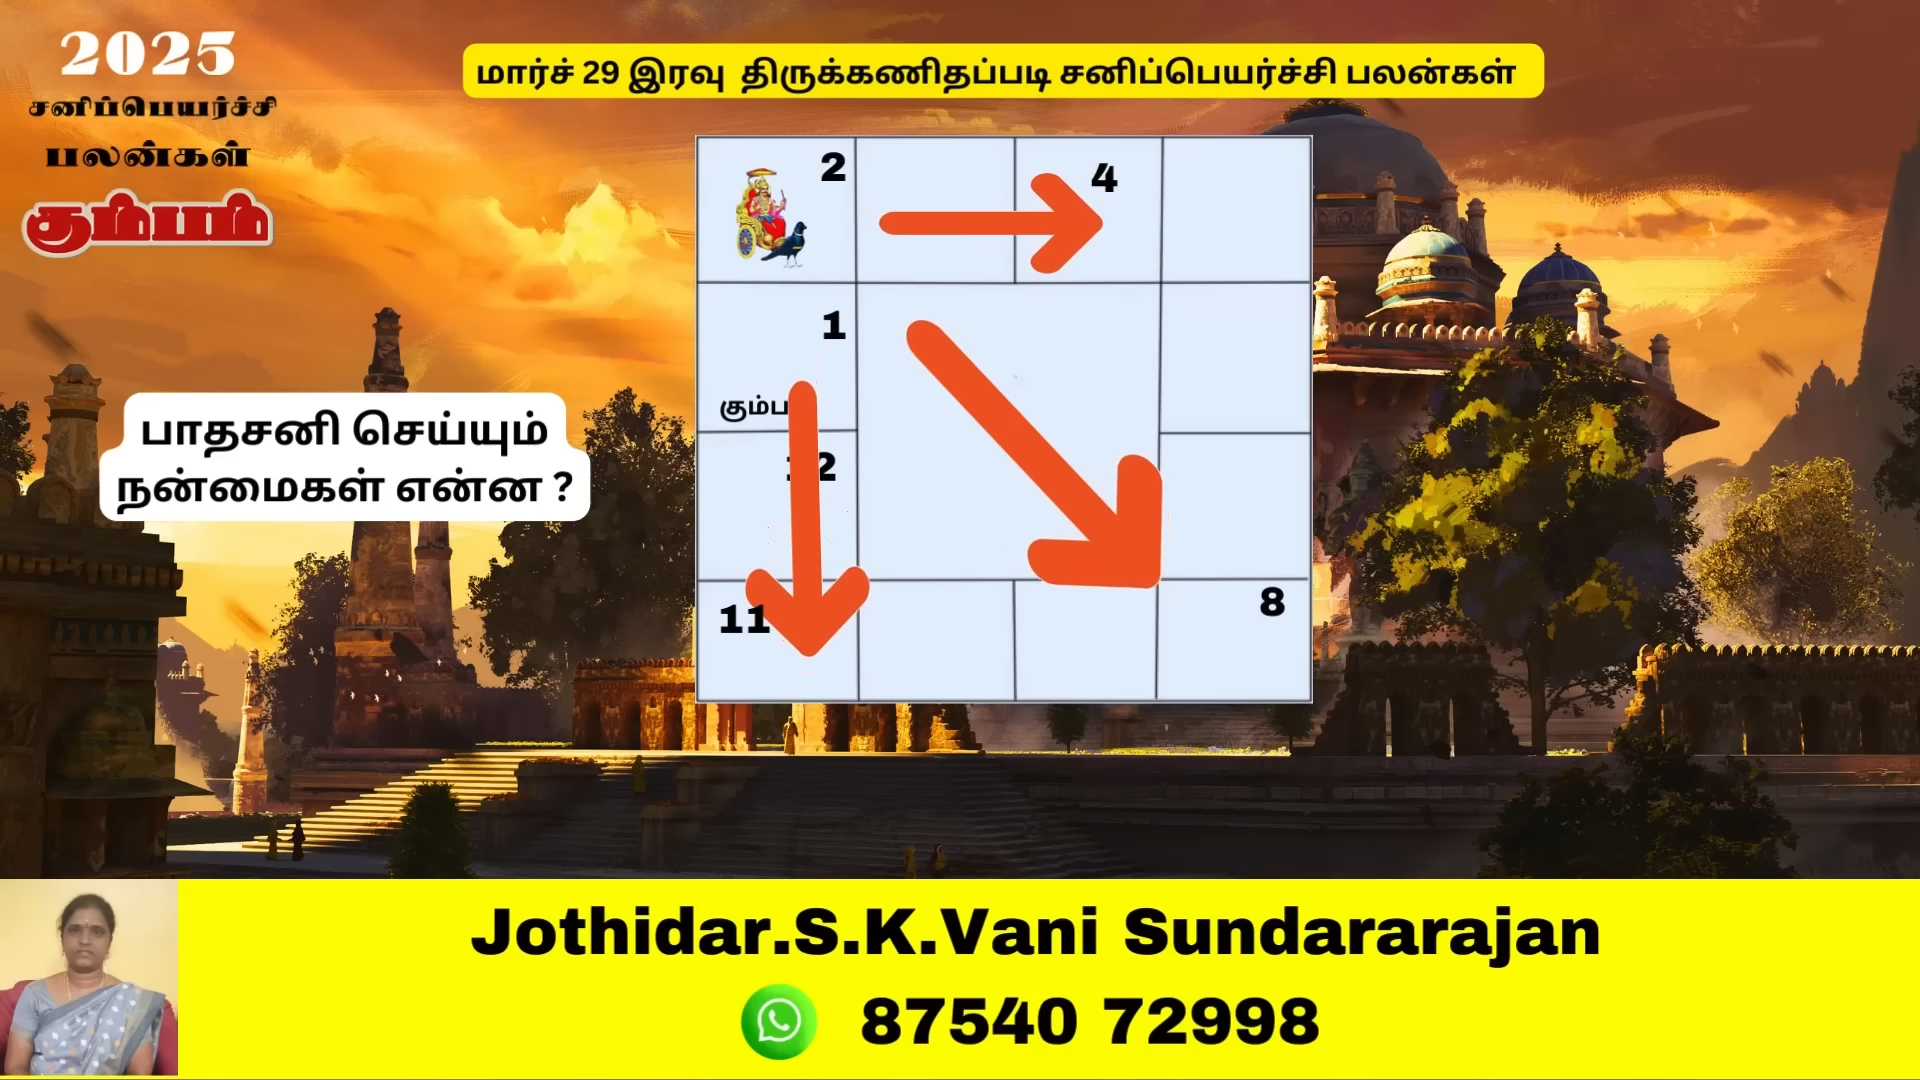 2025
சனிப்பெயர்ச்சி
பலன்கள்
கும்பம்
மார்ச் 29 இரவு திருக்கணிதப்படி சனிப்பெயர்ச்சி பலன்கள்
2
4
1
கும்ப
12
11
8
பாதசனி செய்யும்
நன்மைகள் என்ன ?
Jothidar.S.K.Vani Sundararajan
87540 72998